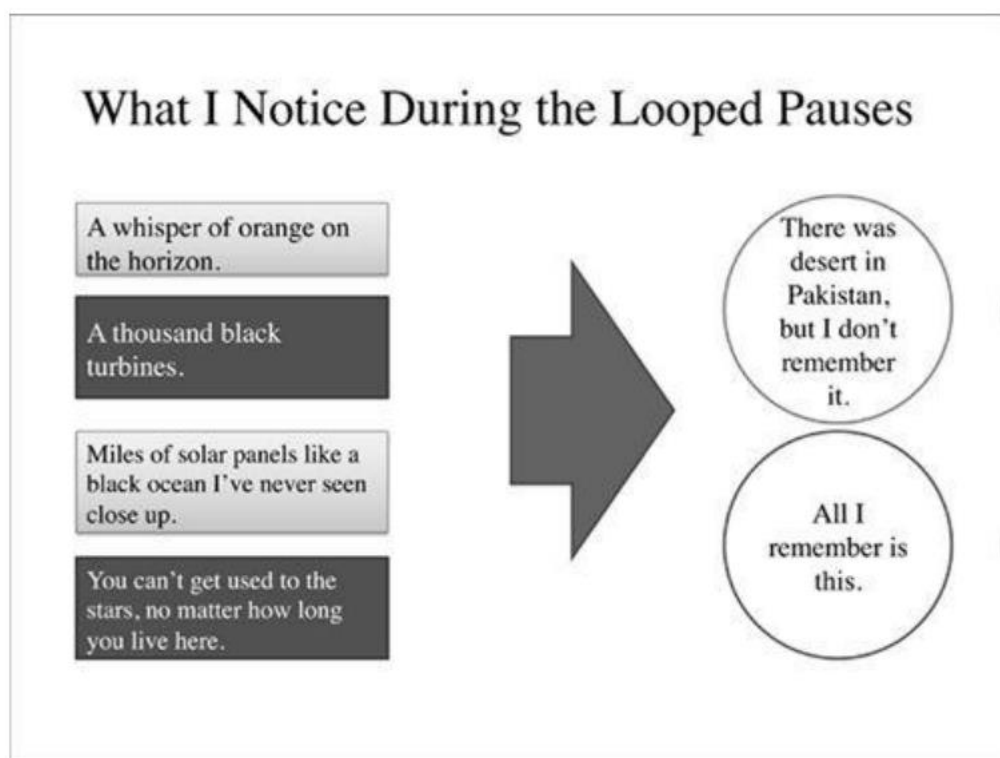 What I Notice During the Looped Pauses
A whisper of orange on
the horizon.
A thousand black
turbines.
Miles of solar panels like a
black ocean I've never seen
close up.
You can't get used to the
stars, no matter how long
you live here.
There was
desert in
Pakistan,
but I don't
remember
it.
All I
remember is
this.